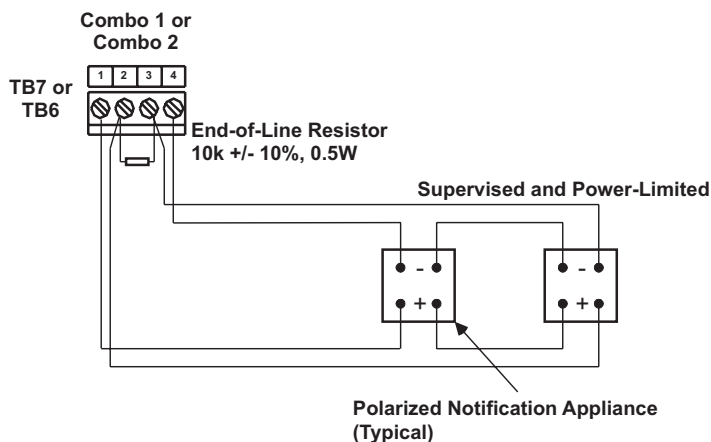 Combo 1 or
Combo 2
1 2 3 4
TB7 or
TB6
End-of-Line Resistor
10k +/- 10%, 0.5W
Supervised and Power-Limited
- -
+ +
Polarized Notification Appliance
(Typical)